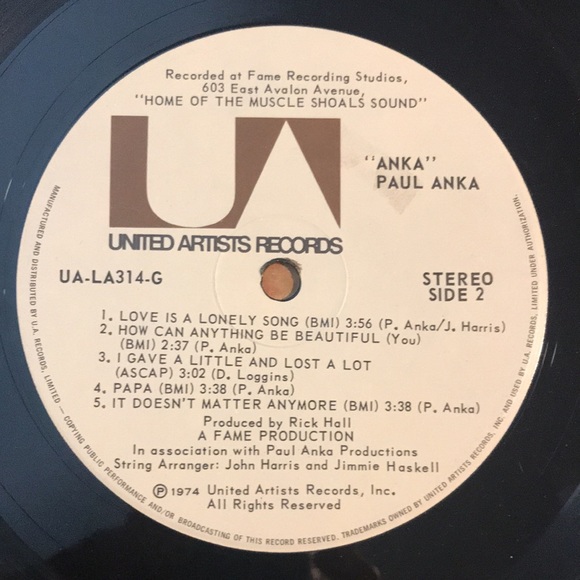 Recorded at Fame Recording Studios,
603 East Avalon Avenue,
"HOME OF THE MUSCLE SHOALS SOUND"
UA
"ANKA"
PAUL ANKA
UNITED ARTISTS RECORDS
UA-LA314-G
STEREO
SIDE 2
1. LOVE IS A LONELY SONG (BMI) 3:56 (P. Anka/J. Harris)
2. HOW CAN ANYTHING BE BEAUTIFUL (You)
(BMI) 2:37 (P. Anka)
3. I GAVE A LITTLE AND LOST A LOT
(ASCAP) 3:02 (D. Loggins)
4. PAPA (BMI) 3:38 (P. Anka)
5. IT DOESN'T MATTER ANYMORE (BMI) 3:38 (P. Anka)
Produced by Rick Hall
A FAME PRODUCTION
In association with Paul Anka Productions
String Arranger: John Harris and Jimmie Haskell
Ⓟ 1974 United Artists Records, Inc.
All Rights Reserved
MANUFACTURED AND DISTRIBUTED BY U.A. RECORDS, LIMITED — COPYING PUBLIC PERFORMANCE AND/OR BROADCASTING OF THIS RECORD PROHIBITED. TRADEMARKS OWNED BY UNITED ARTISTS RECORDS, INC. AND USED BY U.A. RECORDS, LIMITED UNDER AUTHORIZATION.